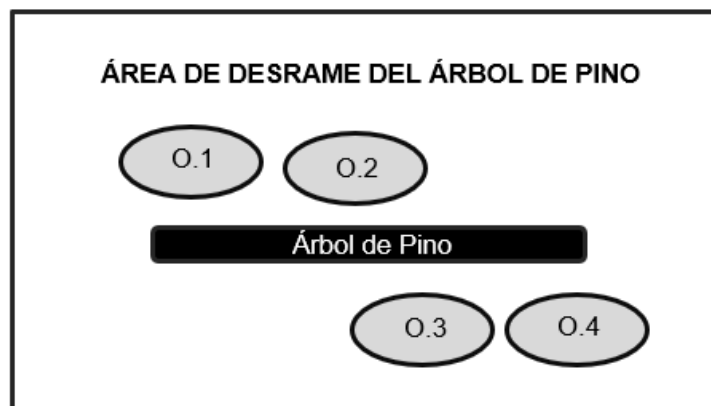 ÁREA DE DESRAME DEL ÁRBOL DE PINO
O.1
O.2
Árbol de Pino
O.3
O.4